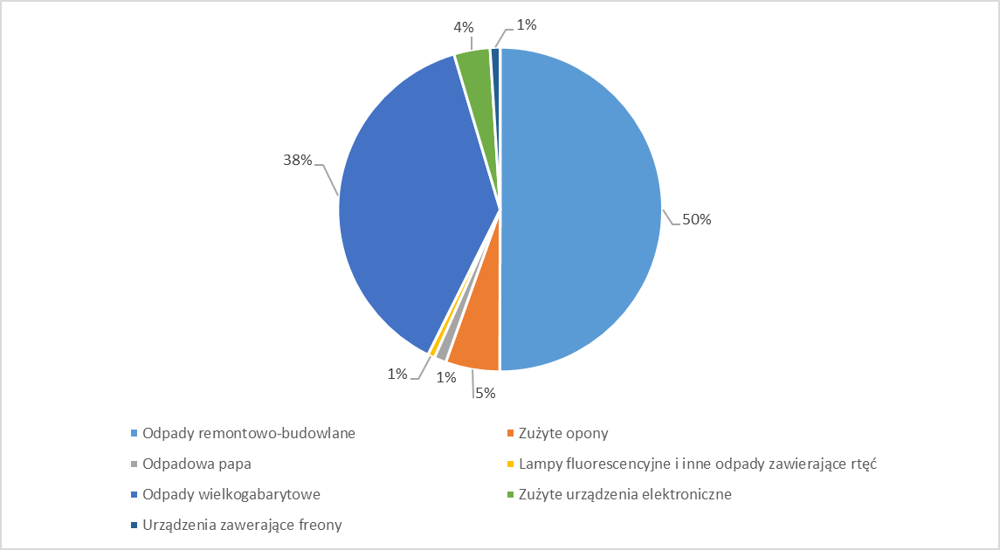 4%
1%
38%
50%
1%
1%
5%
Odpady remontowo-budowlane
Zużyte opony
Odpadowa papa
Lampy fluorescencyjne i inne odpady zawierające rtęć
Odpady wielkogabarytowe
Zużyte urządzenia elektroniczne
Urządzenia zawerające freony